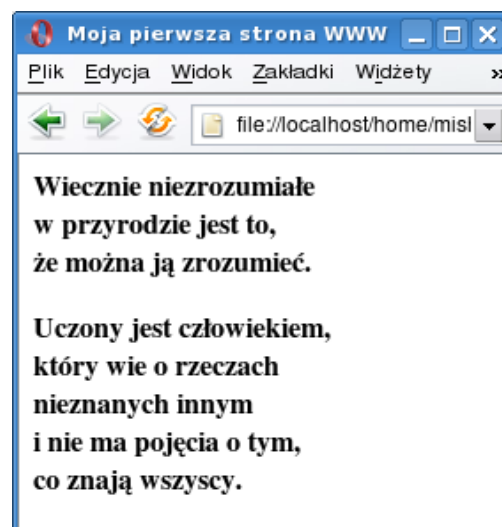 Moja pierwsza strona WWW
Plik Edycja Widok Zakładki Widżety »
file://localhost/home/misl
Wiecznie niezrozumiałe
w przyrodzie jest to,
że można ją zrozumieć.
Uczony jest człowiekiem,
który wie o rzeczach
nieznanych innym
i nie ma pojęcia o tym,
co znają wszyscy.